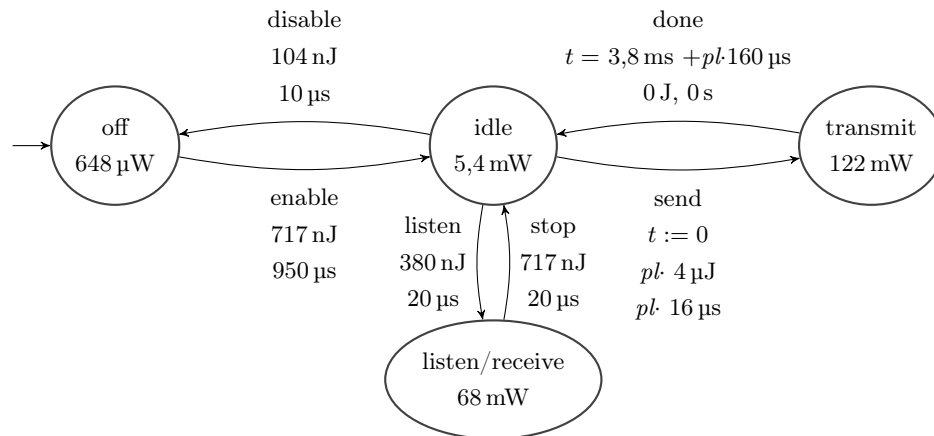 disable
104 nJ
10 µs
done
t = 3,8 ms + pl·160 µs
0 J, 0 s
off
648 µW
idle
5,4 mW
transmit
122 mW
enable
717 nJ
950 µs
listen
380 nJ
20 µs
stop
717 nJ
20 µs
send
t := 0
pl· 4 µJ
pl· 16 µs
listen/receive
68 mW